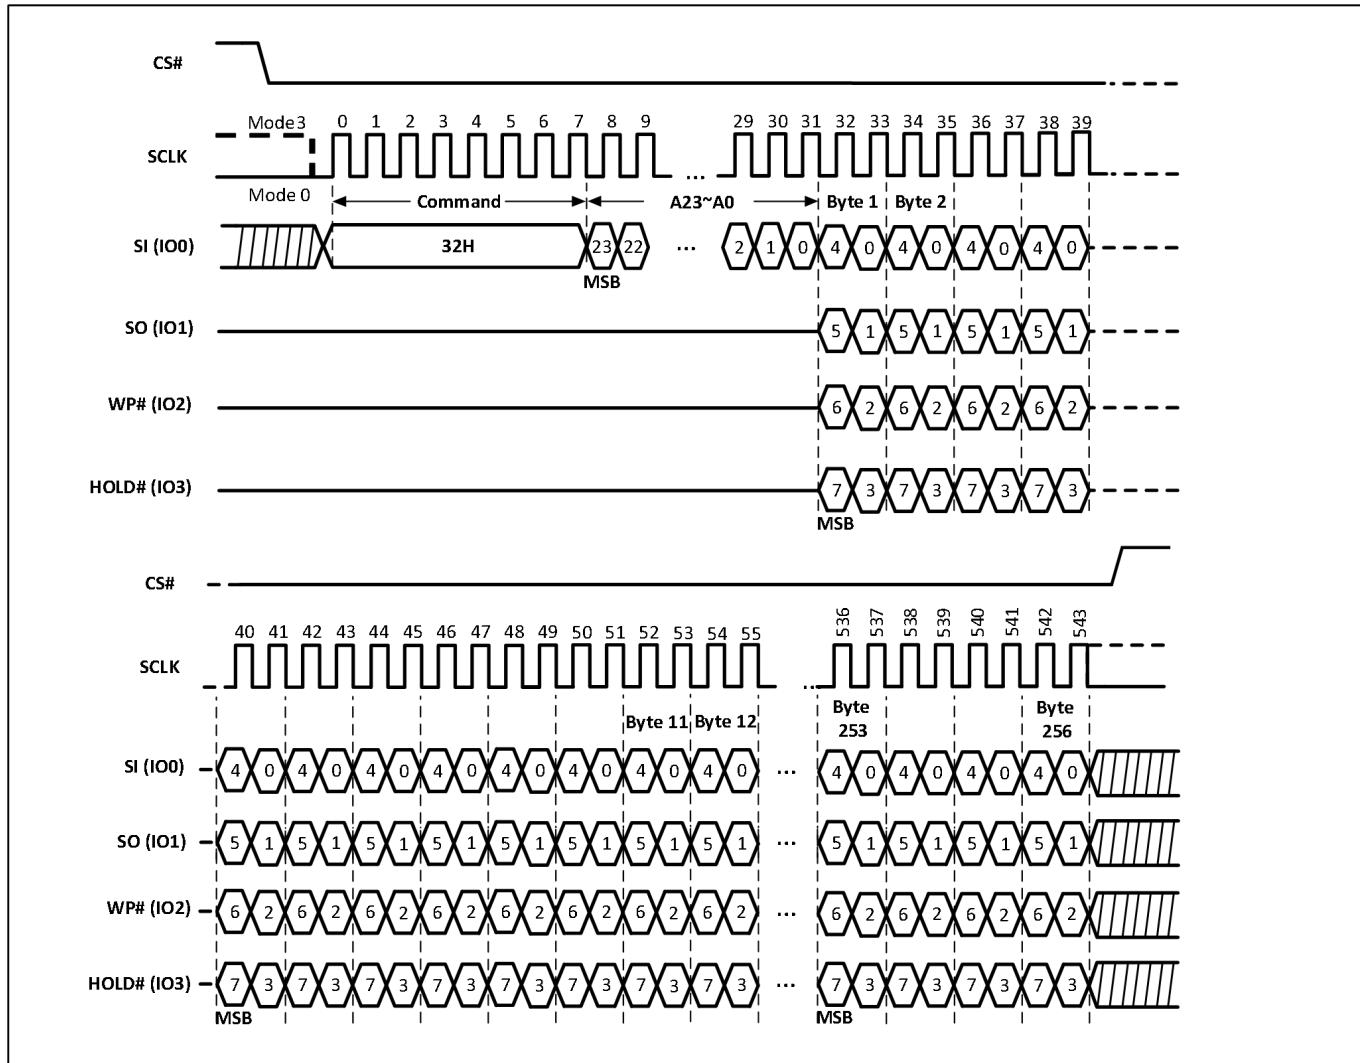 CS#
Mode3 0 1 2 3 4 5 6 7 8 9 29 30 31 32 33 34 35 36 37 38 39
SCLK ...
Mode 0 Command A23~A0 Byte 1 Byte 2
SI (IO0) 32H 23 22 ... 2 1 0 4 0 4 0 4 0 4 0
MSB
SO (IO1) 5 1 5 1 5 1 5 1
WP# (IO2) 6 2 6 2 6 2 6 2
HOLD# (IO3) 7 3 7 3 7 3 7 3
MSB
CS#
40 41 42 43 44 45 46 47 48 49 50 51 52 53 54 55 536 537 538 539 540 541 542 543
SCLK ...
Byte 11 Byte 12 Byte 253 Byte 256
SI (IO0) 4 0 4 0 4 0 4 0 4 0 4 0 4 0 4 0 ... 4 0 4 0 4 0 4 0
SO (IO1) 5 1 5 1 5 1 5 1 5 1 5 1 5 1 5 1 ... 5 1 5 1 5 1 5 1
WP# (IO2) 6 2 6 2 6 2 6 2 6 2 6 2 6 2 6 2 ... 6 2 6 2 6 2 6 2
HOLD# (IO3) 7 3 7 3 7 3 7 3 7 3 7 3 7 3 7 3 ... 7 3 7 3 7 3 7 3
MSB MSB